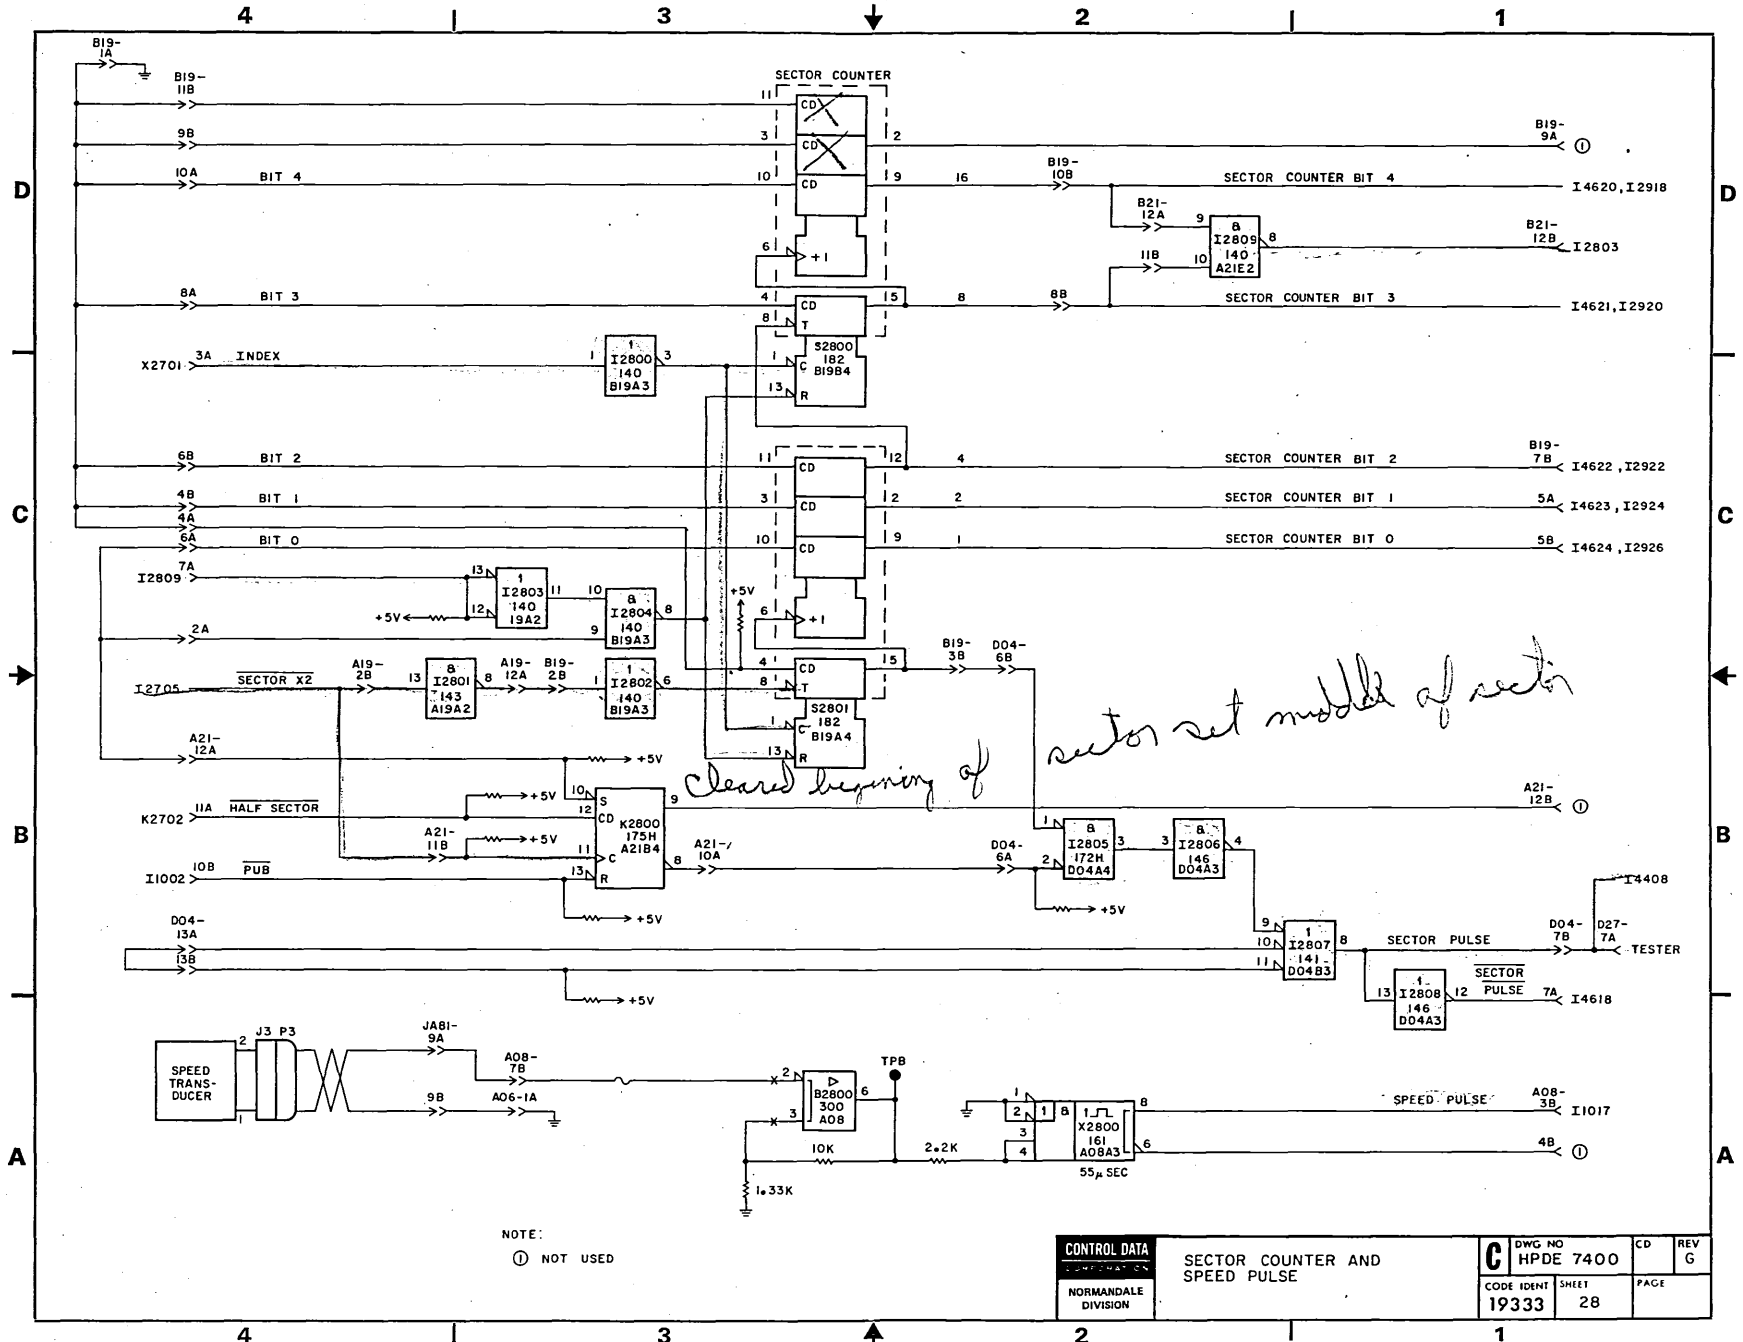 4 3 2 1
B19-
1A
SECTOR COUNTER
B19-
11B
11 CD
9B 3 CD 2 B19-
9A ①
10A BIT 4 10 CD 9 16 B19-
10B SECTOR COUNTER BIT 4 I4620,I2918
D D
B21-
12A 9 &
I2809
140
A21E2 8 B21-
12B I2803
6 +1 11B 10
8A BIT 3 4 CD 5 8 8B SECTOR COUNTER BIT 3 I4621,I2920
8 T
X2701 3A INDEX 1 1
I2800
140
B19A3 3 1 C S2800
182
B19B4
13 R
6B BIT 2 11 CD 12 4 SECTOR COUNTER BIT 2 B19-
7B I4622,I2922
4B BIT 1 3 CD 2 2 SECTOR COUNTER BIT 1 5A I4623,I2924
C C
4A
6A BIT 0 10 CD 9 1 SECTOR COUNTER BIT 0 5B I4624,I2926
I2809 7A 13 1
I2803
140
19A2 11 10 &
I2804
140
B19A3 8 +5V 6 +1
+5V 12
2A 9
I2705 SECTOR X2 A19-
2B 13 &
I2801
143
A19A2 8 A19-
12A B19-
2B 1 1
I2802
140
B19A3 6 4 CD 5 B19-
3B D04-
6B
8 T
1 C S2801
182
B19A4
13 R
cleared begining of sector set middle of sector
A21-
12A +5V
10 S +5V
K2702 11A HALF SECTOR 12 CD K2800
175H
A21B4 9 A21-
12B ①
B B
A21-
11B +5V 11 C
8 A21-
10A D04-
6A
I1002 10B PUB 13 R
+5V
1 &
I2805
172H
D04A4 3 3 &
I2806
146
D04A3 4
2 +5V
I4408
D04-
13A 9 1
I2807
141
D04B3 8 SECTOR PULSE D04-
7B D27-
7A TESTER
10
13B 11
+5V
13 1
I2808
146
D04A3 12 SECTOR
PULSE 7A I4618
SPEED
TRANS-
DUCER 2 1 J3 P3 JA81-
9A A08-
7B
9B A06-1A
2 B2800
300
A08 6 TPB
3
10K 2.2K
1.33K
1 2 1 & 3 4 1
X2800
161
A08A3 8 SPEED PULSE A08-
3B I1017
6 4B ①
55µ SEC
A A
NOTE:
① NOT USED
CONTROL DATA
CORPORATION
NORMANDALE
DIVISION
SECTOR COUNTER AND
SPEED PULSE
C DWG NO
HPDE 7400 CD REV
G
CODE IDENT
19333 SHEET
28 PAGE
4 3 2 1